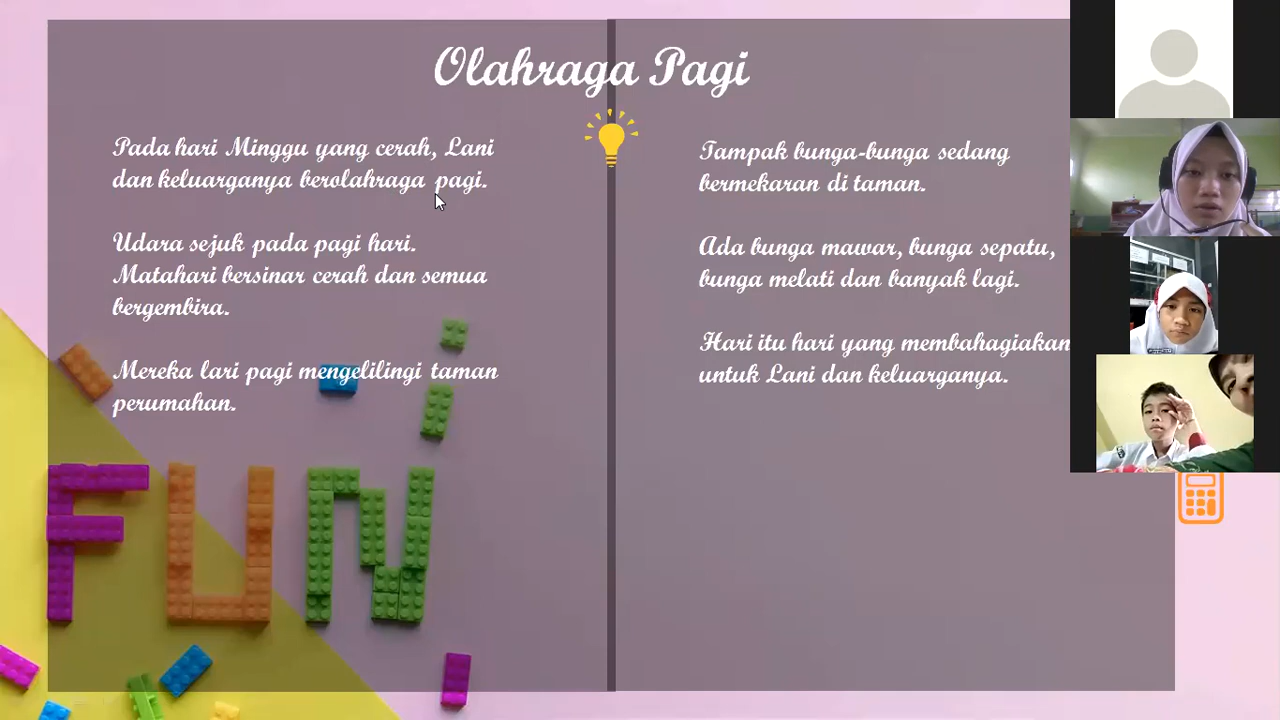 Olahraga Pagi
Pada hari Minggu yang cerah, Lani
dan keluarganya berolahraga pagi.
Udara sejuk pada pagi hari.
Matahari bersinar cerah dan semua
bergembira.
Mereka lari pagi mengelilingi taman
perumahan.
Tampak bunga-bunga sedang
bermekaran di taman.
Ada bunga mawar, bunga sepatu,
bunga melati dan banyak lagi.
Hari itu hari yang membahagiakan
untuk Lani dan keluarganya.
FUN